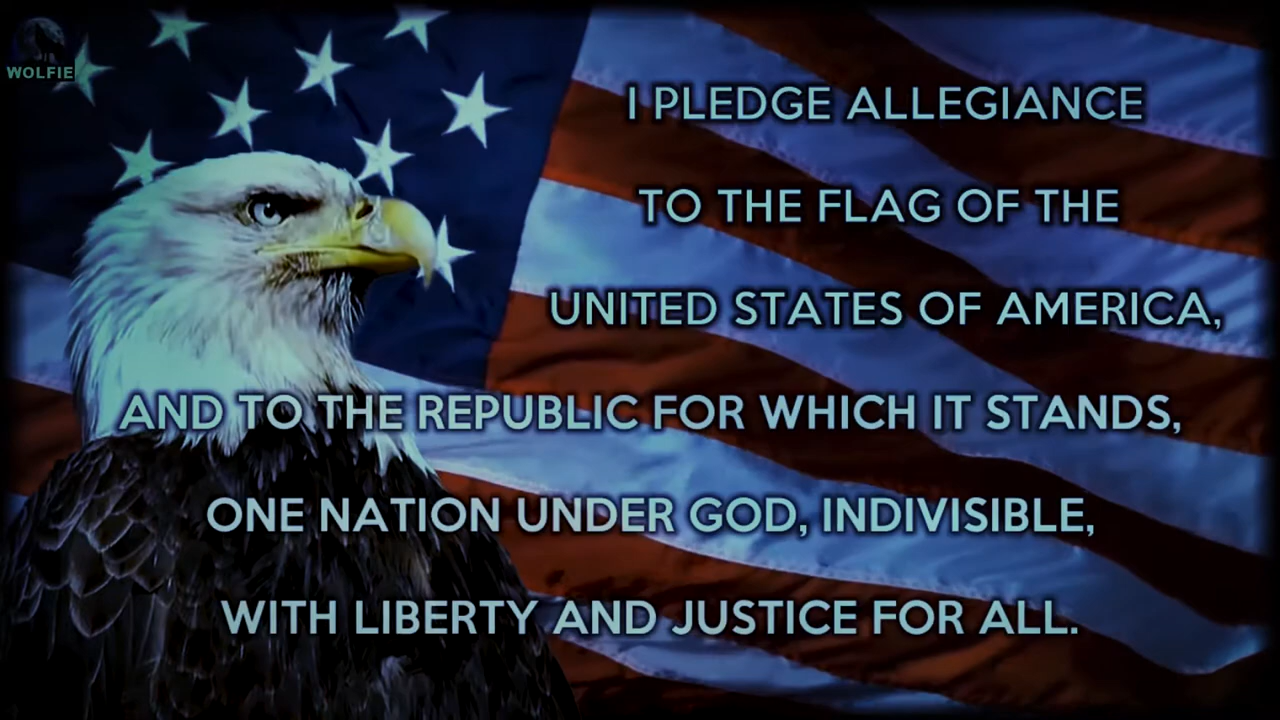 WOLFIE
I PLEDGE ALLEGIANCE
TO THE FLAG OF THE
UNITED STATES OF AMERICA,
AND TO THE REPUBLIC FOR WHICH IT STANDS,
ONE NATION UNDER GOD, INDIVISIBLE,
WITH LIBERTY AND JUSTICE FOR ALL.